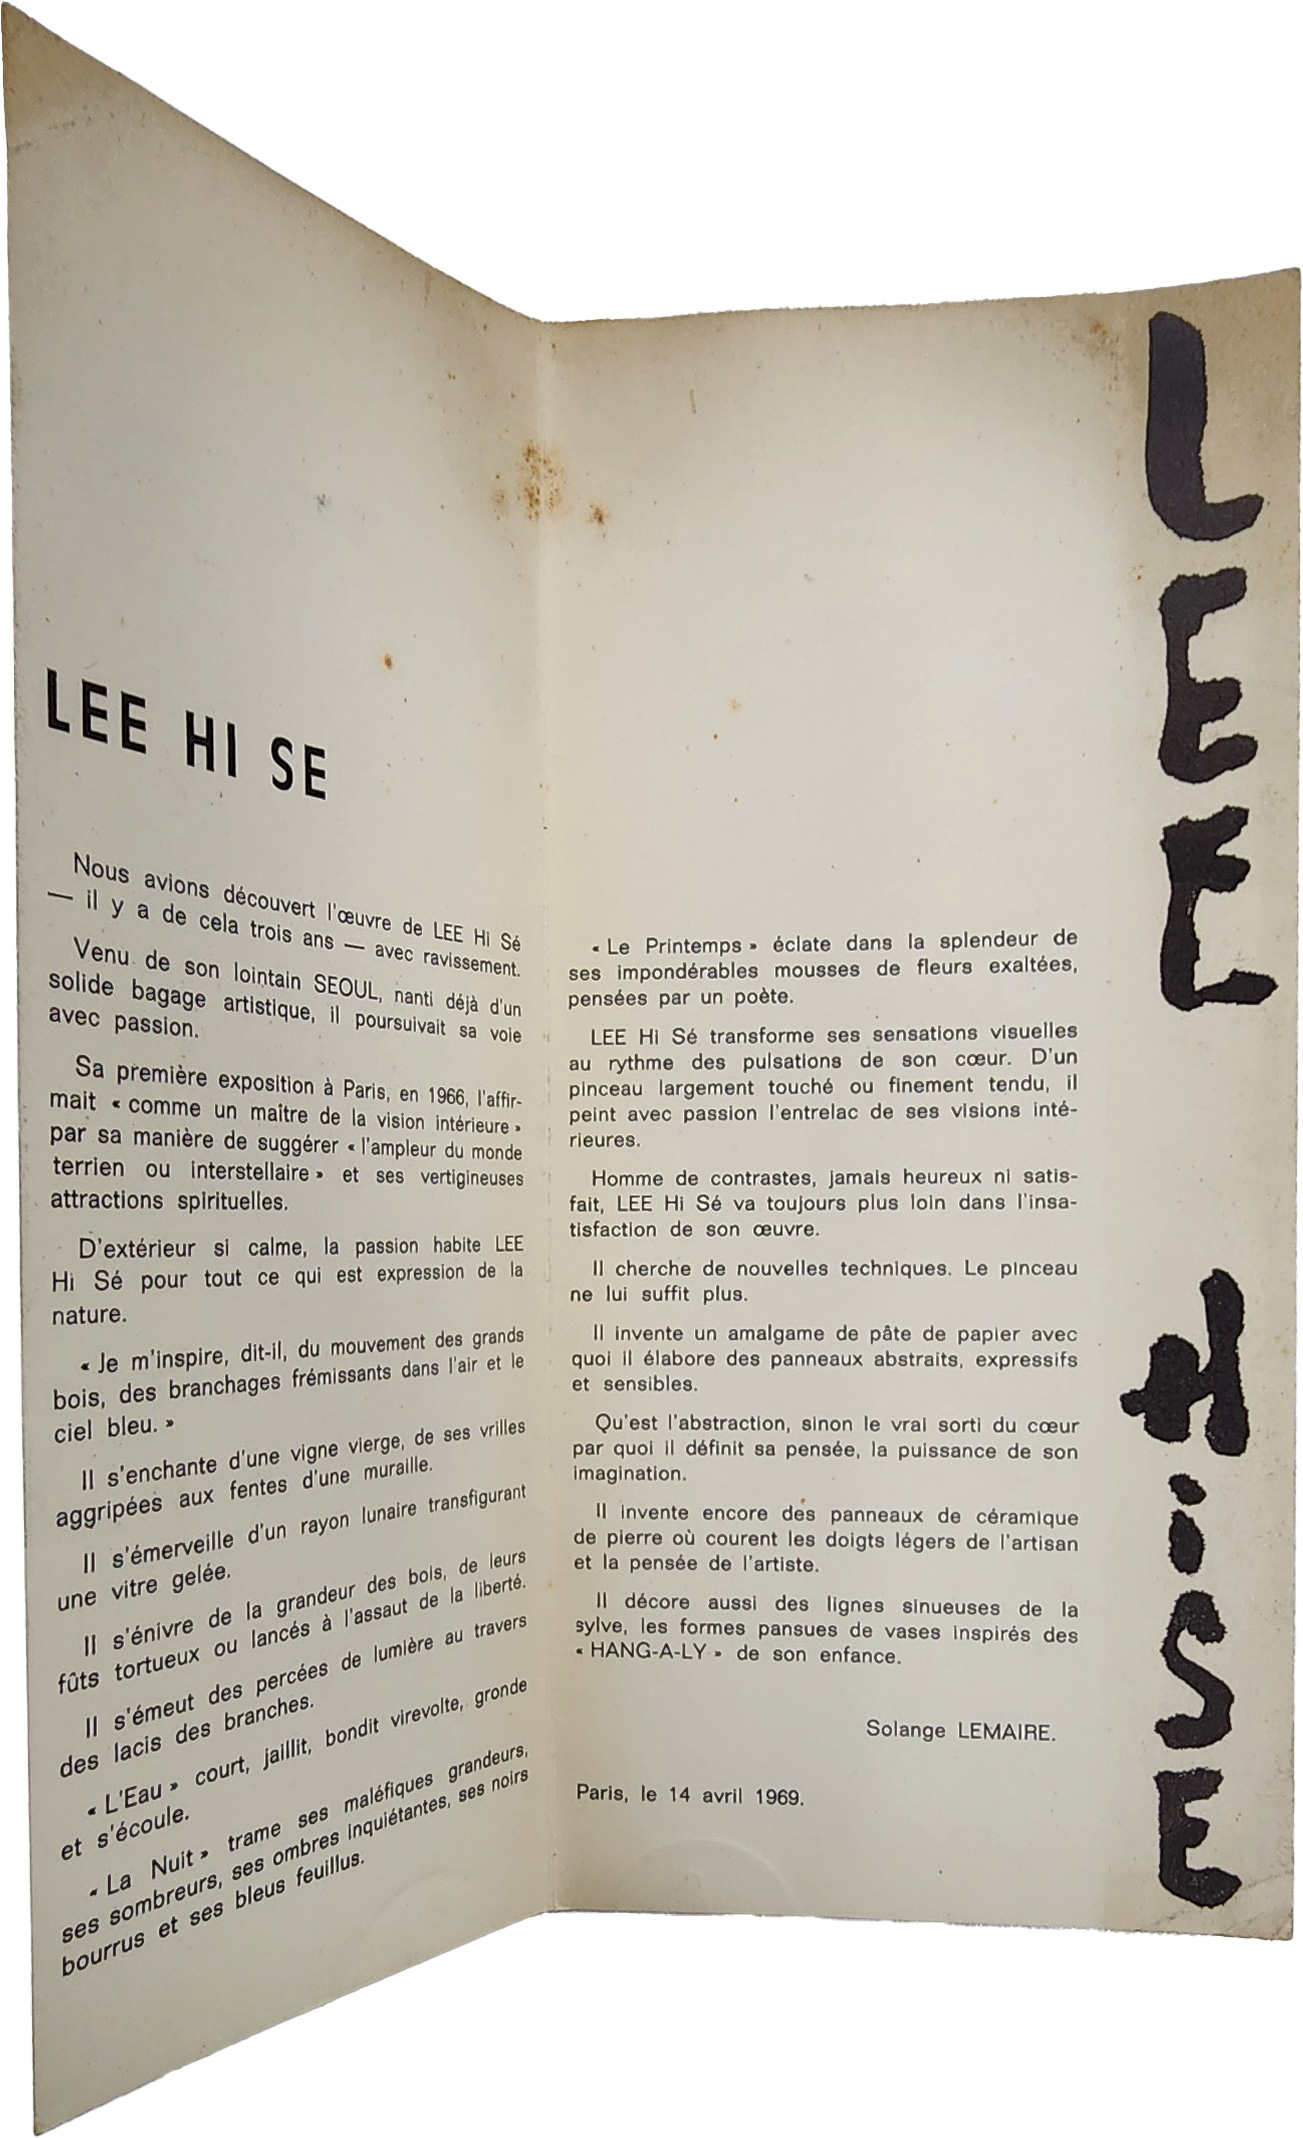 LEE HI SE
Nous avions découvert l'œuvre de LEE Hi Sé
— il y a de cela trois ans — avec ravissement.
Venu de son lointain SEOUL, nanti déjà d'un
solide bagage artistique, il poursuivait sa voie
avec passion.
Sa première exposition à Paris, en 1966, l'affir-
mait « comme un maître de la vision intérieure »
par sa manière de suggérer « l'ampleur du monde
terrien ou interstellaire » et ses vertigineuses
attractions spirituelles.
D'extérieur si calme, la passion habite LEE
Hi Sé pour tout ce qui est expression de la
nature.
« Je m'inspire, dit-il, du mouvement des grands
bois, des branchages frémissants dans l'air et le
ciel bleu. »
Il s'enchante d'une vigne vierge, de ses vrilles
aggripées aux fentes d'une muraille.
Il s'émerveille d'un rayon lunaire transfigurant
une vitre gelée.
Il s'énivre de la grandeur des bois, de leurs
fûts tortueux ou lancés à l'assaut de la liberté.
Il s'émeut des percées de lumière au travers
des lacis des branches.
« L'Eau » court, jaillit, bondit virevolte, gronde
et s'écoule.
« La Nuit » trame ses maléfiques grandeurs,
ses sombreurs, ses ombres inquiétantes, ses noirs
bourrus et ses bleus feuillus.
« Le Printemps » éclate dans la splendeur de
ses impondérables mousses de fleurs exaltées,
pensées par un poète.
LEE Hi Sé transforme ses sensations visuelles
au rythme des pulsations de son cœur. D'un
pinceau largement touché ou finement tendu, il
peint avec passion l'entrelac de ses visions inté-
rieures.
Homme de contrastes, jamais heureux ni satis-
fait, LEE Hi Sé va toujours plus loin dans l'insa-
tisfaction de son œuvre.
Il cherche de nouvelles techniques. Le pinceau
ne lui suffit plus.
Il invente un amalgame de pâte de papier avec
quoi il élabore des panneaux abstraits, expressifs
et sensibles.
Qu'est l'abstraction, sinon le vrai sorti du cœur
par quoi il définit sa pensée, la puissance de son
imagination.
Il invente encore des panneaux de céramique
de pierre où courent les doigts légers de l'artisan
et la pensée de l'artiste.
Il décore aussi des lignes sinueuses de la
sylve, les formes pansues de vases inspirés des
« HANG-A-LY » de son enfance.
Solange LEMAIRE.
Paris, le 14 avril 1969.
LEE HiSE